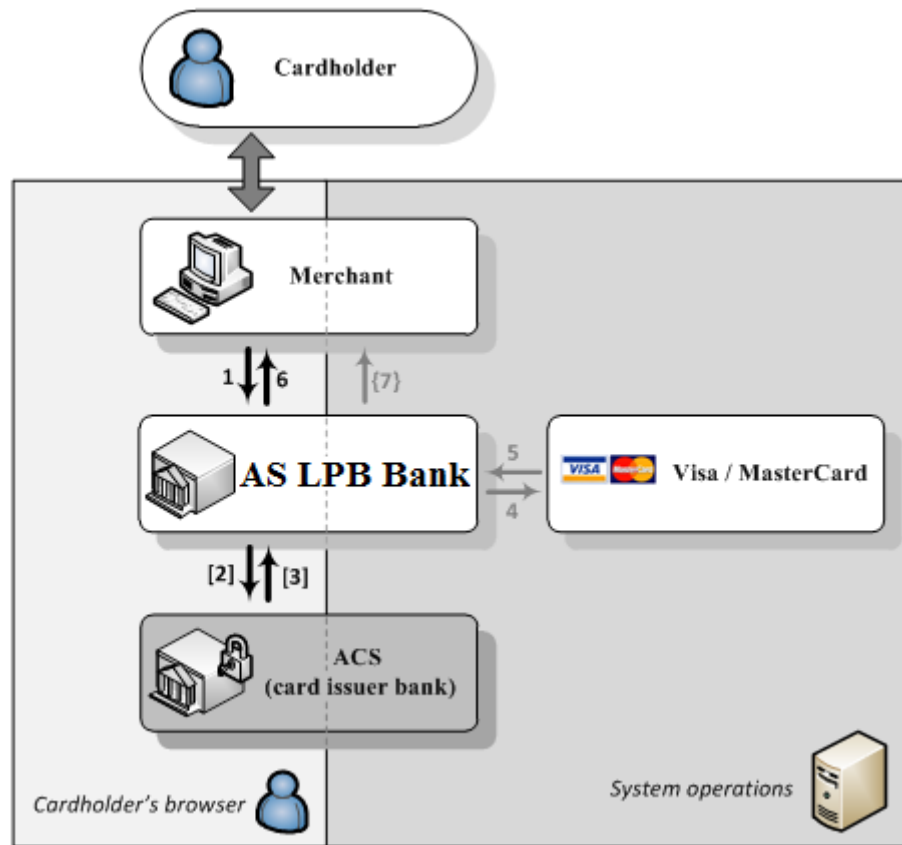 Cardholder
Merchant
1
6
{7}
AS LPB Bank
5
4
VISA
MasterCard
Visa / MasterCard
[2]
[3]
ACS
(card issuer bank)
Cardholder's browser
System operations